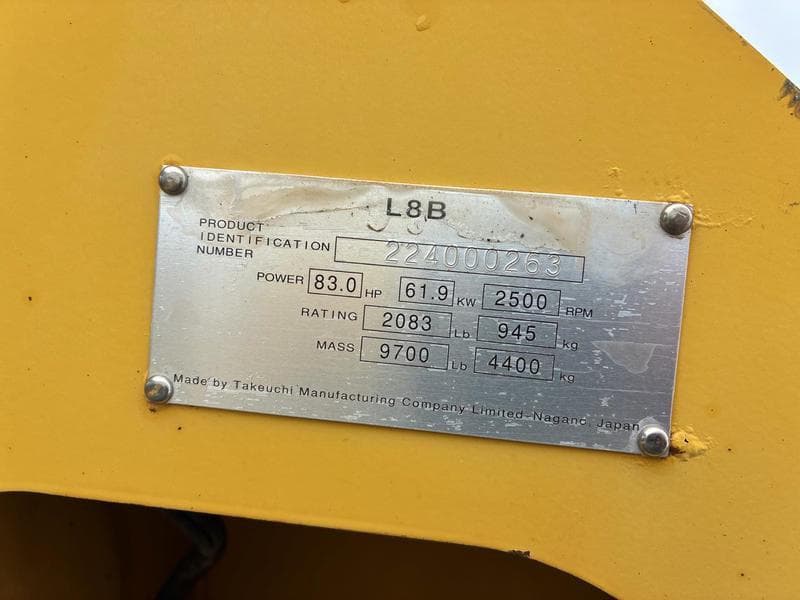 L8B
PRODUCT
IDENTIFICATION 224000263
NUMBER
POWER 83.0 HP 61.9 KW 2500 RPM
RATING 2083 Lb 945 kg
MASS 9700 Lb 4400 kg
Made by Takeuchi Manufacturing Company Limited-Nagano, Japan